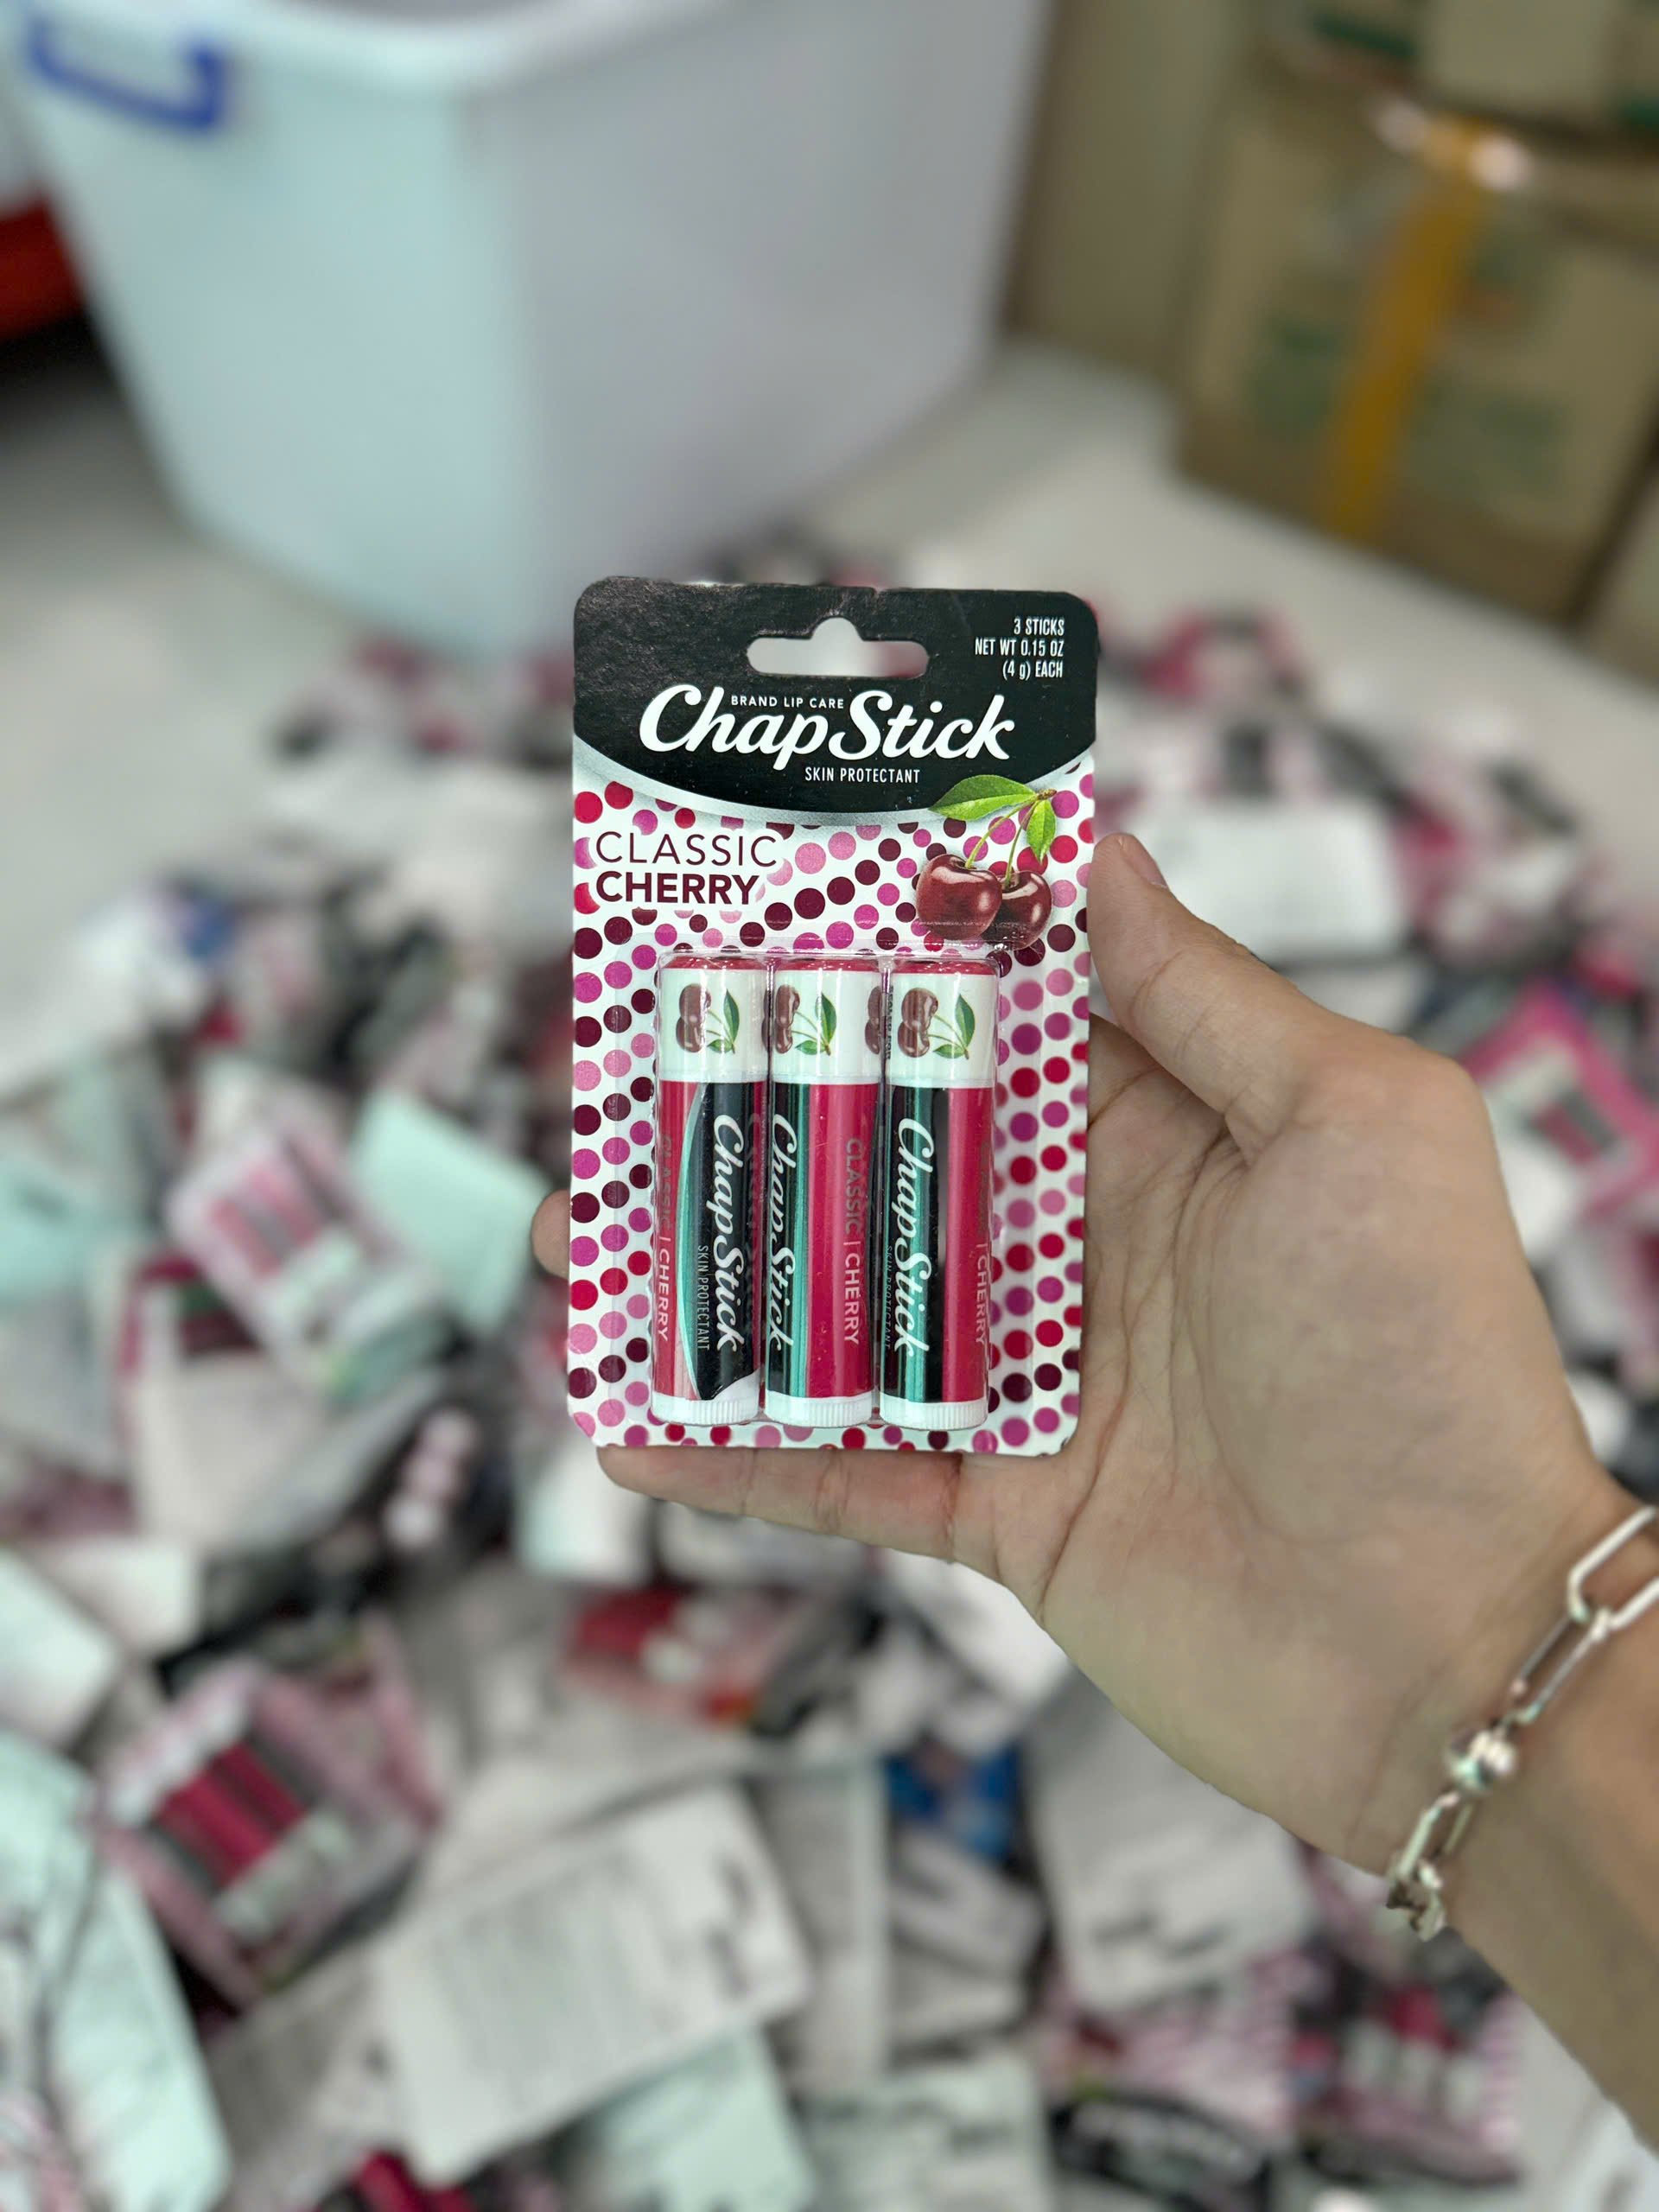 3 STICKS
NET WT 0.15 OZ
(4 g) EACH
BRAND LIP CARE
ChapStick
SKIN PROTECTANT
CLASSIC
CHERRY
CLASSIC | CHERRY
ChapStick
SKIN PROTECTANT
ChapStick
CLASSIC | CHERRY
ChapStick
SKIN PROTECTANT
| CHERRY